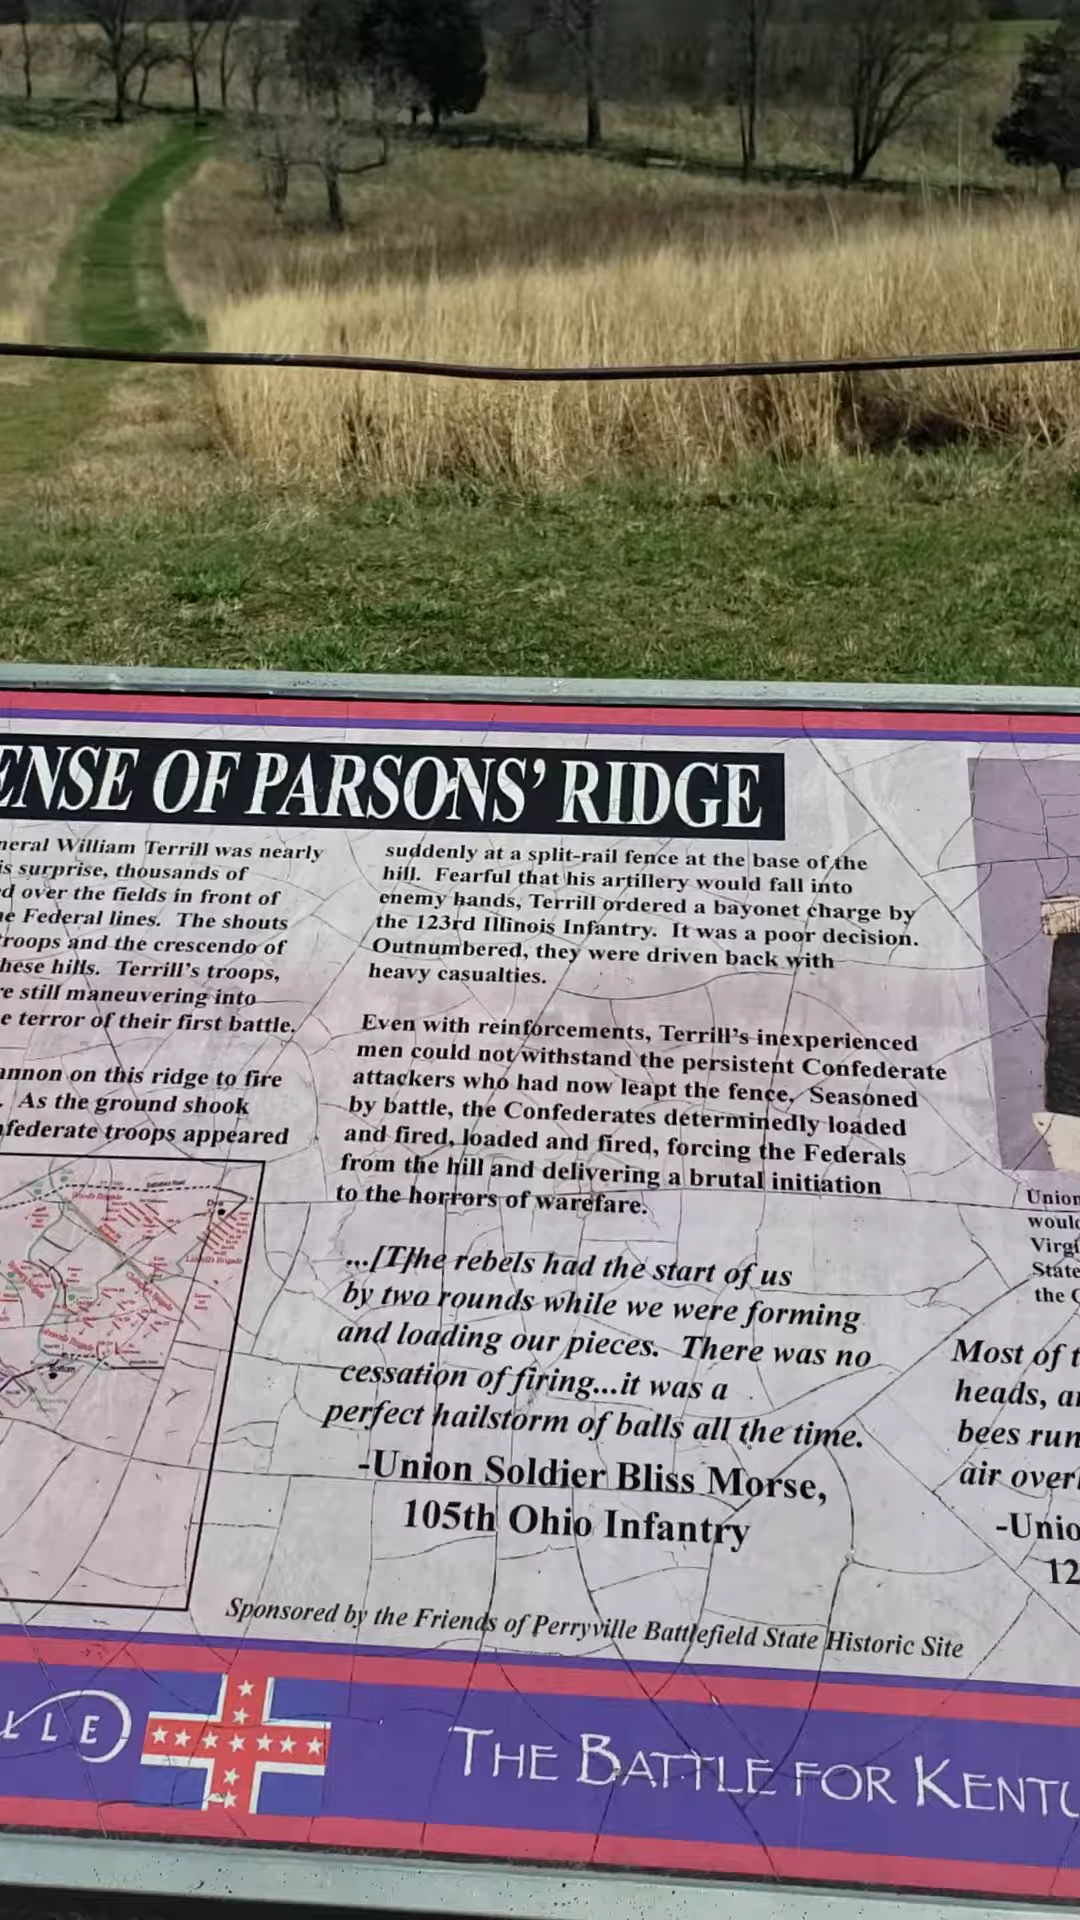 ENSE OF PARSONS' RIDGE
neral William Terrill was nearly
is surprise, thousands of
d over the fields in front of
e Federal lines. The shouts
troops and the crescendo of
hese hills. Terrill's troops,
re still maneuvering into
e terror of their first battle.
annon on this ridge to fire
. As the ground shook
nfederate troops appeared
suddenly at a split-rail fence at the base of the
hill. Fearful that his artillery would fall into
enemy hands, Terrill ordered a bayonet charge by
the 123rd Illinois Infantry. It was a poor decision.
Outnumbered, they were driven back with
heavy casualties.
Even with reinforcements, Terrill's inexperienced
men could not withstand the persistent Confederate
attackers who had now leapt the fence. Seasoned
by battle, the Confederates determinedly loaded
and fired, loaded and fired, forcing the Federals
from the hill and delivering a brutal initiation
to the horrors of warefare.
...[T]he rebels had the start of us
by two rounds while we were forming
and loading our pieces. There was no
cessation of firing...it was a
perfect hailstorm of balls all the time.
-Union Soldier Bliss Morse,
105th Ohio Infantry
Union
would
Virgi
State
the C
Most of t
heads, a
bees run
air over
-Unio
12
Sponsored by the Friends of Perryville Battlefield State Historic Site
LLE
THE BATTLE FOR KENTU